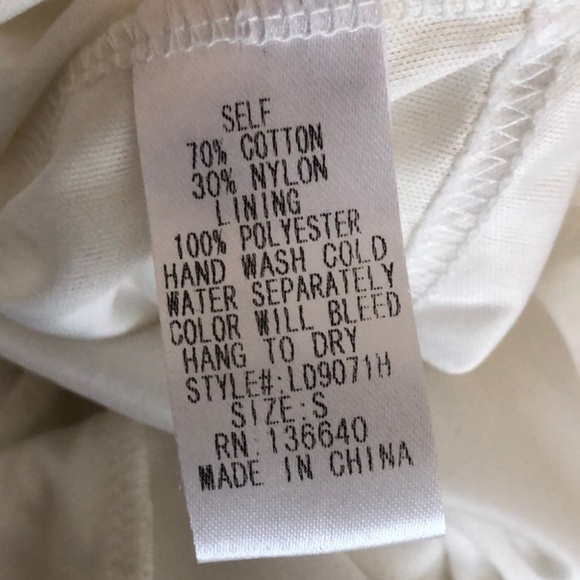 SELF
70% COTTON
30% NYLON
LINING
100% POLYESTER
HAND WASH COLD
WATER SEPARATELY
COLOR WILL BLEED
HANG TO DRY
STYLE#:LD9071H
SIZE:S
RN 136640
MADE IN CHINA